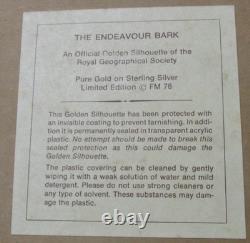 THE ENDEAVOUR BARK
An Official Golden Silhouette of the
Royal Geographical Society
Pure Gold on Sterling Silver
Limited Edition © FM 76
This Golden Silhouette has been protected with
an invisible coating to prevent tarnishing. In addi-
tion it is permanently sealed in transparent acrylic
plastic. No attempt should be made to break this
sealed protection as this could damage the
Golden Silhouette.
The plastic covering can be cleaned by gently
wiping it with a weak solution of water and mild
detergent. Please do not use strong cleaners or
any type of solvent. These substances may dam-
age the plastic.